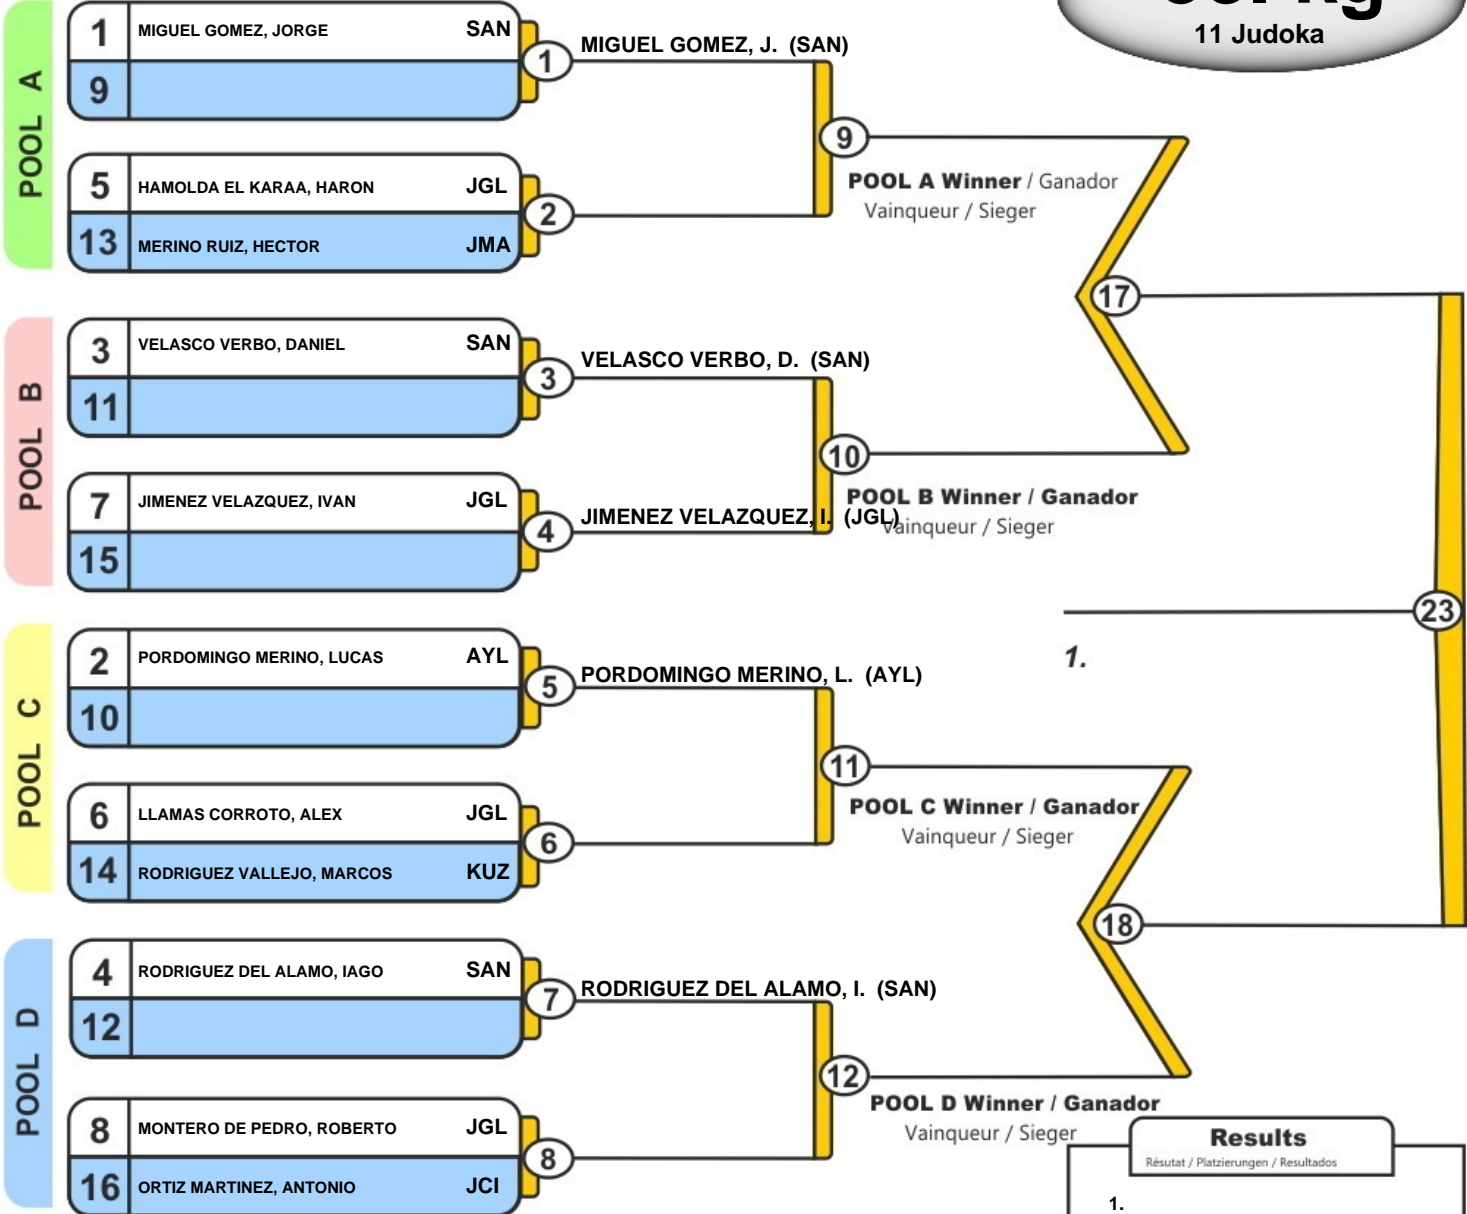 11 Judoka
POOL A
1 MIGUEL GOMEZ, JORGE SAN
9
1
MIGUEL GOMEZ, J. (SAN)
5 HAMOLDA EL KARAA, HARON JGL
13 MERINO RUIZ, HECTOR JMA
2
9
POOL A Winner / Ganador
Vainqueur / Sieger
17
POOL B
3 VELASCO VERBO, DANIEL SAN
11
3
VELASCO VERBO, D. (SAN)
7 JIMENEZ VELAZQUEZ, IVAN JGL
15
4
JIMENEZ VELAZQUEZ, I. (JGL)
10
POOL B Winner / Ganador
Vainqueur / Sieger
23
1.
POOL C
2 PORDOMINGO MERINO, LUCAS AYL
10
5
PORDOMINGO MERINO, L. (AYL)
6 LLAMAS CORROTO, ALEX JGL
14 RODRIGUEZ VALLEJO, MARCOS KUZ
6
11
POOL C Winner / Ganador
Vainqueur / Sieger
18
POOL D
4 RODRIGUEZ DEL ALAMO, IAGO SAN
12
7
RODRIGUEZ DEL ALAMO, I. (SAN)
8 MONTERO DE PEDRO, ROBERTO JGL
16 ORTIZ MARTINEZ, ANTONIO JCI
8
12
POOL D Winner / Ganador
Vainqueur / Sieger
Results
Résutat / Platzierungen / Resultados
1.